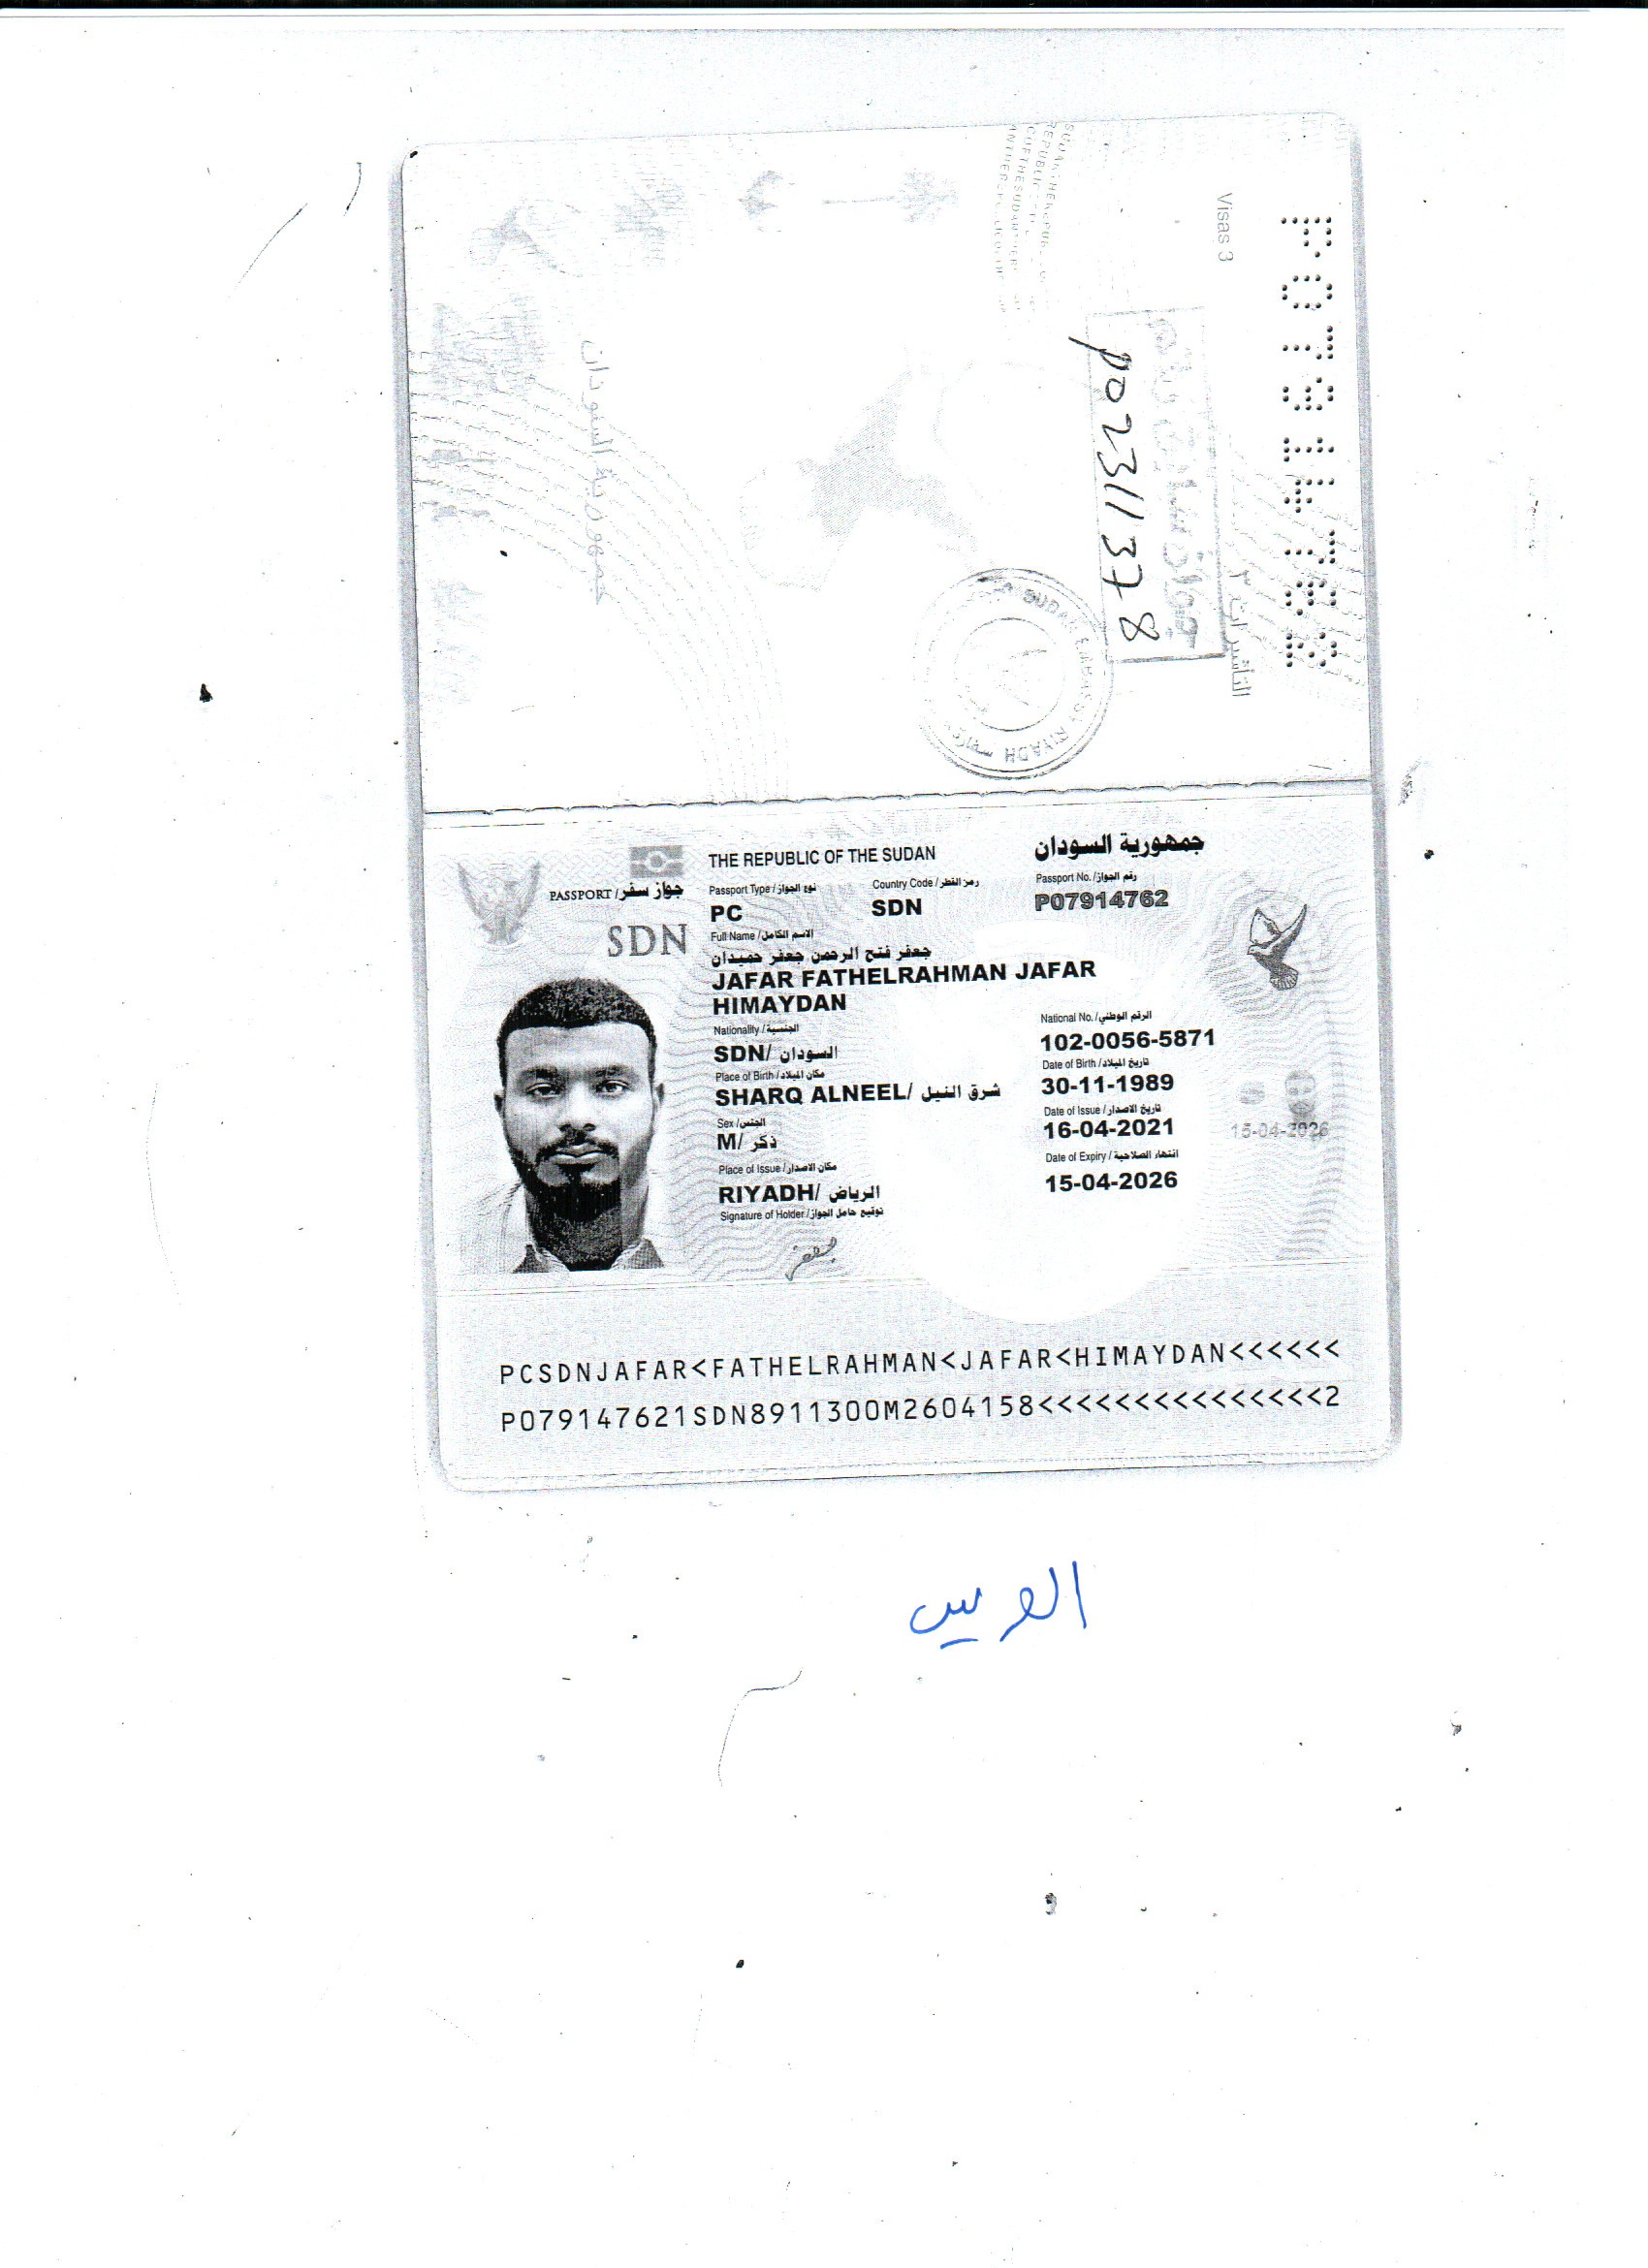 Visas 3
التأشيرات ٣
P07914762
جواز سابق رقم
P02311378
SUDAN EMBASSY RIYADH
جمهورية السودان
THE REPUBLIC OF THE SUDAN
جمهورية السودان
PASSPORT / جواز سفر
Passport Type / نوع الجواز
Country Code / رمز القطر
Passport No. / رقم الجواز
PC
SDN
P07914762
SDN
Full Name / الاسم الكامل
جعفر فتح الرحمن جعفر حميدان
JAFAR FATHELRAHMAN JAFAR
HIMAYDAN
Nationality / الجنسية
National No. / الرقم الوطني
SDN/ السودان
102-0056-5871
Place of Birth / مكان الميلاد
Date of Birth / تاريخ الميلاد
SHARQ ALNEEL/ شرق النيل
30-11-1989
Sex / الجنس
Date of Issue / تاريخ الاصدار
M/ ذكر
16-04-2021
15-04-2026
Place of Issue / مكان الاصدار
Date of Expiry / انتهاء الصلاحية
RIYADH/ الرياض
15-04-2026
Signature of Holder / توقيع حامل الجواز
جعفر
PCSDNJAFAR<FATHELRAHMAN<JAFAR<HIMAYDAN<<<<<<
P079147621SDN8911300M2604158<<<<<<<<<<<<<<<2